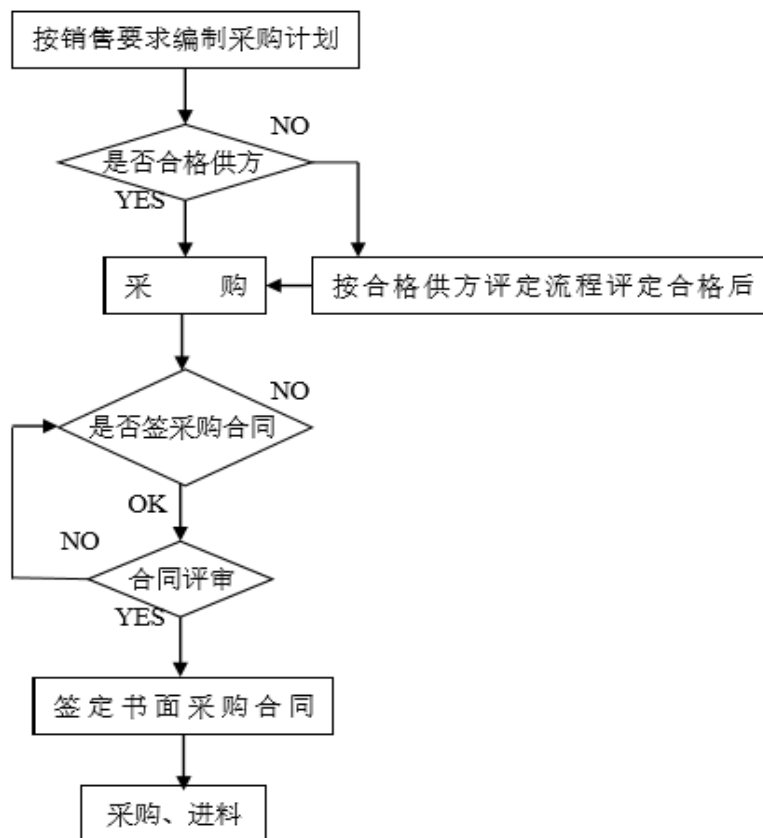 按销售要求编制采购计划
NO
是否合格供方
YES
采 购
按合格供方评定流程评定合格后
NO
是否签采购合同
OK
NO
合同评审
YES
签定书面采购合同
采购、进料